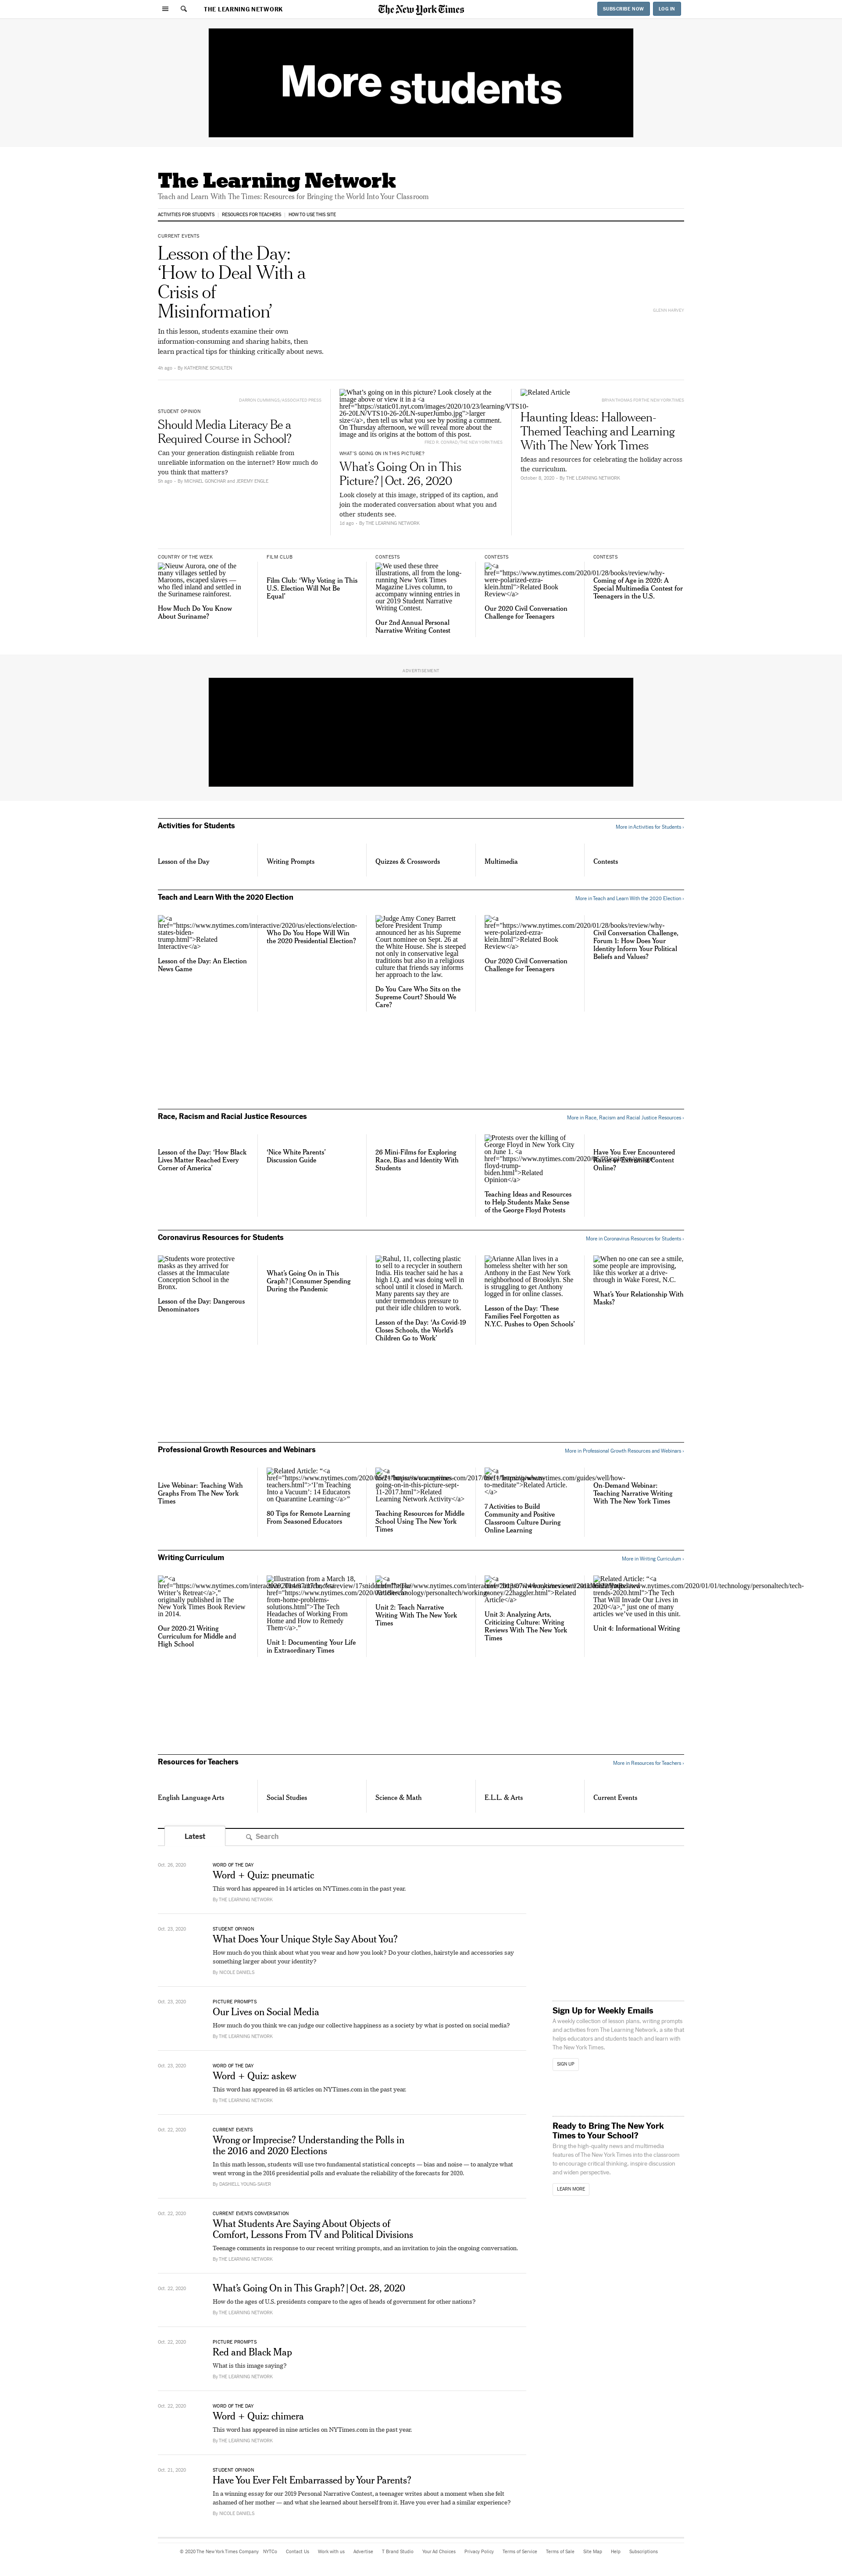 THE LEARNING NETWORK
The New York Times
SUBSCRIBE NOW
LOG IN
More students
The Learning Network
Teach and Learn With The Times: Resources for Bringing the World Into Your Classroom
ACTIVITIES FOR STUDENTS
RESOURCES FOR TEACHERS
HOW TO USE THIS SITE
CURRENT EVENTS
Lesson of the Day:
‘How to Deal With a
Crisis of
Misinformation’
In this lesson, students examine their own
information-consuming and sharing habits, then
learn practical tips for thinking critically about news.
4h ago – By KATHERINE SCHULTEN
GLENN HARVEY
DARRON CUMMINGS/ASSOCIATED PRESS
STUDENT OPINION
Should Media Literacy Be a
Required Course in School?
Can your generation distinguish reliable from
unreliable information on the internet? How much do
you think that matters?
5h ago – By MICHAEL GONCHAR and JEREMY ENGLE
What’s going on in this picture? Look closely at the
image above or view it in a <a
href="https://static01.nyt.com/images/2020/10/23/learning/VTS10-
26-20LN/VTS10-26-20LN-superJumbo.jpg">larger
size</a>, then tell us what you see by posting a comment.
On Thursday afternoon, we will reveal more about the
image and its origins at the bottom of this post.
FRED R. CONRAD/THE NEW YORK TIMES
WHAT'S GOING ON IN THIS PICTURE?
What’s Going On in This
Picture? | Oct. 26, 2020
Look closely at this image, stripped of its caption, and
join the moderated conversation about what you and
other students see.
1d ago – By THE LEARNING NETWORK
Related Article
BRYAN THOMAS FOR THE NEW YORK TIMES
Haunting Ideas: Halloween-
Themed Teaching and Learning
With The New York Times
Ideas and resources for celebrating the holiday across
the curriculum.
October 8, 2020 – By THE LEARNING NETWORK
COUNTRY OF THE WEEK
Nieuw Aurora, one of the
many villages settled by
Maroons, escaped slaves —
who fled inland and settled in
the Surinamese rainforest.
How Much Do You Know
About Suriname?
FILM CLUB
Film Club: ‘Why Voting in This
U.S. Election Will Not Be
Equal’
CONTESTS
We used these three
illustrations, all from the long-
running New York Times
Magazine Lives column, to
accompany winning entries in
our 2019 Student Narrative
Writing Contest.
Our 2nd Annual Personal
Narrative Writing Contest
CONTESTS
<a
href="https://www.nytimes.com/2020/01/28/books/review/why-
were-polarized-ezra-
klein.html">Related Book
Review</a>
Our 2020 Civil Conversation
Challenge for Teenagers
CONTESTS
Coming of Age in 2020: A
Special Multimedia Contest for
Teenagers in the U.S.
ADVERTISEMENT
Activities for Students
More in Activities for Students ›
Lesson of the Day
Writing Prompts
Quizzes & Crosswords
Multimedia
Contests
Teach and Learn With the 2020 Election
More in Teach and Learn With the 2020 Election ›
<a
href="https://www.nytimes.com/interactive/2020/us/elections/election-
states-biden-
trump.html">Related
Interactive</a>
Lesson of the Day: An Election
News Game
Who Do You Hope Will Win
the 2020 Presidential Election?
Judge Amy Coney Barrett
before President Trump
announced her as his Supreme
Court nominee on Sept. 26 at
the White House. She is steeped
not only in conservative legal
traditions but also in a religious
culture that friends say informs
her approach to the law.
Do You Care Who Sits on the
Supreme Court? Should We
Care?
<a
href="https://www.nytimes.com/2020/01/28/books/review/why-
were-polarized-ezra-
klein.html">Related Book
Review</a>
Our 2020 Civil Conversation
Challenge for Teenagers
Civil Conversation Challenge,
Forum 1: How Does Your
Identity Inform Your Political
Beliefs and Values?
Race, Racism and Racial Justice Resources
More in Race, Racism and Racial Justice Resources ›
Lesson of the Day: ‘How Black
Lives Matter Reached Every
Corner of America’
‘Nice White Parents’
Discussion Guide
26 Mini-Films for Exploring
Race, Bias and Identity With
Students
Protests over the killing of
George Floyd in New York City
on June 1. <a
floyd-trump-
biden.html">Related
Opinion</a>
Teaching Ideas and Resources
to Help Students Make Sense
of the George Floyd Protests
Have You Ever Encountered
Racist or Extremist Content
Online?
Coronavirus Resources for Students
More in Coronavirus Resources for Students ›
Students wore protective
masks as they arrived for
classes at the Immaculate
Conception School in the
Bronx.
Lesson of the Day: Dangerous
Denominators
What’s Going On in This
Graph? | Consumer Spending
During the Pandemic
Rahul, 11, collecting plastic
to sell to a recycler in southern
India. His teacher said he has a
high I.Q. and was doing well in
school until it closed in March.
Many parents say they are
under tremendous pressure to
put their idle children to work.
Lesson of the Day: ‘As Covid-19
Closes Schools, the World’s
Children Go to Work’
Arianne Allan lives in a
homeless shelter with her son
Anthony in the East New York
neighborhood of Brooklyn. She
is struggling to get Anthony
logged in for online classes.
Lesson of the Day: ‘These
Families Feel Forgotten as
N.Y.C. Pushes to Open Schools’
When no one can see a smile,
some people are improvising,
like this worker at a drive-
through in Wake Forest, N.C.
What’s Your Relationship With
Masks?
Professional Growth Resources and Webinars
More in Professional Growth Resources and Webinars ›
Live Webinar: Teaching With
Graphs From The New York
Times
Related Article: “<a
teachers.html">‘I’m Teaching
Into a Vacuum’: 14 Educators
on Quarantine Learning</a>”
80 Tips for Remote Learning
From Seasoned Educators
<a
going-on-in-this-picture-sept-
11-2017.html">Related
Learning Network Activity</a>
Teaching Resources for Middle
School Using The New York
Times
<a
to-meditate">Related Article.
</a>
7 Activities to Build
Community and Positive
Classroom Culture During
Online Learning
On-Demand Webinar:
Teaching Narrative Writing
With The New York Times
Writing Curriculum
More in Writing Curriculum ›
“<a
Writer’s Retreat</a>,”
originally published in The
New York Times Book Review
in 2014.
Our 2020-21 Writing
Curriculum for Middle and
High School
Illustration from a March 18,
from-home-problems-
solutions.html">The Tech
Headaches of Working From
Home and How to Remedy
Them</a>.”
Unit 1: Documenting Your Life
in Extraordinary Times
<a
Unit 2: Teach Narrative
Writing With The New York
Times
<a
money/22haggler.html">Related
Article</a>
Unit 3: Analyzing Arts,
Criticizing Culture: Writing
Reviews With The New York
Times
Related Article: “<a
trends-2020.html">The Tech
That Will Invade Our Lives in
2020</a>,” just one of many
articles we’ve used in this unit.
Unit 4: Informational Writing
Resources for Teachers
More in Resources for Teachers ›
English Language Arts
Social Studies
Science & Math
E.L.L. & Arts
Current Events
Latest
Search
Oct. 26, 2020
WORD OF THE DAY
Word + Quiz: pneumatic
This word has appeared in 14 articles on NYTimes.com in the past year.
By THE LEARNING NETWORK
Oct. 25, 2020
STUDENT OPINION
What Does Your Unique Style Say About You?
How much do you think about what you wear and how you look? Do your clothes, hairstyle and accessories say
something larger about your identity?
By NICOLE DANIELS
Oct. 23, 2020
PICTURE PROMPTS
Our Lives on Social Media
How much do you think we can judge our collective happiness as a society by what is posted on social media?
By THE LEARNING NETWORK
Oct. 23, 2020
WORD OF THE DAY
Word + Quiz: askew
This word has appeared in 48 articles on NYTimes.com in the past year.
By THE LEARNING NETWORK
Oct. 22, 2020
CURRENT EVENTS
Wrong or Imprecise? Understanding the Polls in
the 2016 and 2020 Elections
In this math lesson, students will use two fundamental statistical concepts — bias and noise — to analyze what
went wrong in the 2016 presidential polls and evaluate the reliability of the forecasts for 2020.
By DASHIELL YOUNG-SAVER
Oct. 22, 2020
CURRENT EVENTS CONVERSATION
What Students Are Saying About Objects of
Comfort, Lessons From TV and Political Divisions
Teenage comments in response to our recent writing prompts, and an invitation to join the ongoing conversation.
By THE LEARNING NETWORK
Oct. 22, 2020
What’s Going On in This Graph? | Oct. 28, 2020
How do the ages of U.S. presidents compare to the ages of heads of government for other nations?
By THE LEARNING NETWORK
Oct. 22, 2020
PICTURE PROMPTS
Red and Black Map
What is this image saying?
By THE LEARNING NETWORK
Oct. 22, 2020
WORD OF THE DAY
Word + Quiz: chimera
This word has appeared in nine articles on NYTimes.com in the past year.
By THE LEARNING NETWORK
Oct. 21, 2020
STUDENT OPINION
Have You Ever Felt Embarrassed by Your Parents?
In a winning essay for our 2019 Personal Narrative Contest, a teenager writes about a moment when she felt
ashamed of her mother — and what she learned about herself from it. Have you ever had a similar experience?
By NICOLE DANIELS
Sign Up for Weekly Emails
A weekly collection of lesson plans, writing prompts
and activities from The Learning Network, a site that
helps educators and students teach and learn with
The New York Times.
SIGN UP
Ready to Bring The New York
Times to Your School?
Bring the high-quality news and multimedia
features of The New York Times into the classroom
to encourage critical thinking, inspire discussion
and widen perspective.
LEARN MORE
© 2020 The New York Times Company
NYTCo
Contact Us
Work with us
Advertise
T Brand Studio
Your Ad Choices
Privacy Policy
Terms of Service
Terms of Sale
Site Map
Help
Subscriptions